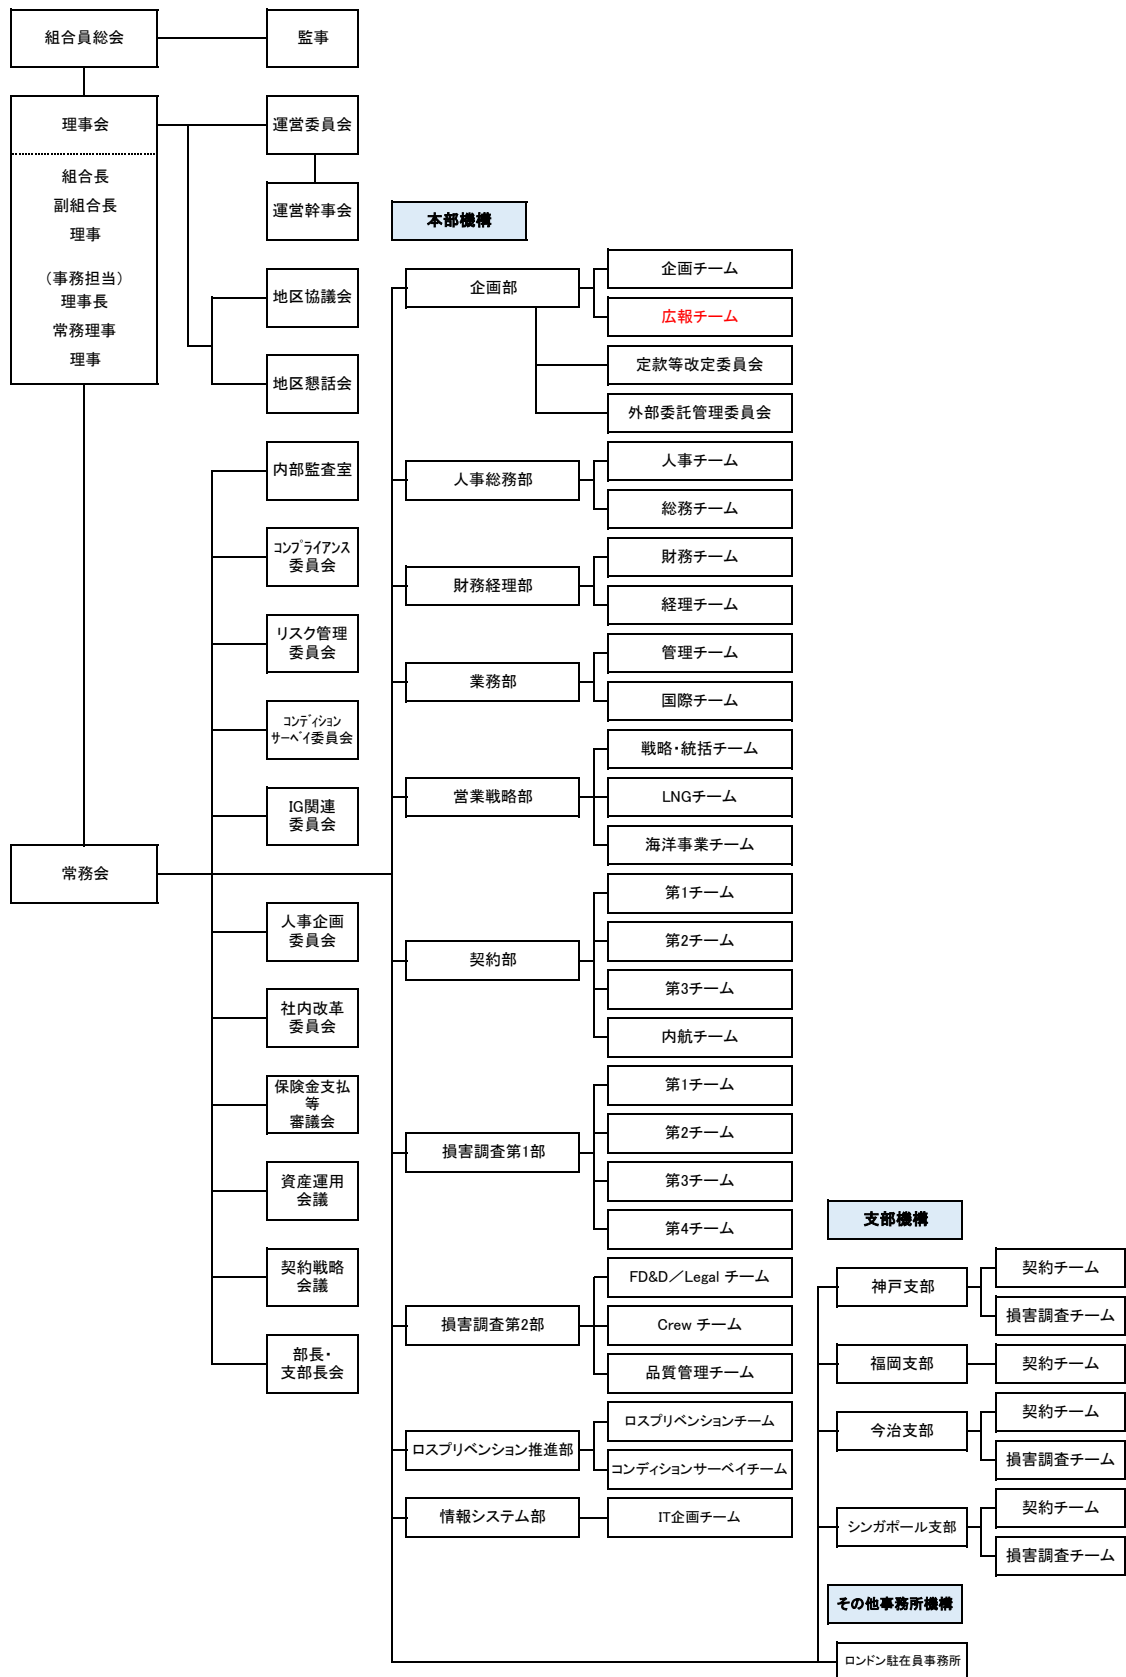 組合員総会
監事
理事会
組合長
副組合長
理事
(事務担当)
理事長
常務理事
理事
運営委員会
運営幹事会
地区協議会
地区懇話会
内部監査室
コンプライアンス
委員会
リスク管理
委員会
コンディション
サーベイ委員会
IG関連
委員会
常務会
人事企画
委員会
社内改革
委員会
保険金支払
等
審議会
資産運用
会議
契約戦略
会議
部長・
支部長会
本部機構
企画部
企画チーム
広報チーム
定款等改定委員会
外部委託管理委員会
人事総務部
人事チーム
総務チーム
財務経理部
財務チーム
経理チーム
業務部
管理チーム
国際チーム
営業戦略部
戦略・統括チーム
LNGチーム
海洋事業チーム
契約部
第1チーム
第2チーム
第3チーム
内航チーム
損害調査第1部
第1チーム
第2チーム
第3チーム
第4チーム
損害調査第2部
FD&D／Legal チーム
Crew チーム
品質管理チーム
ロスプリベンション推進部
ロスプリベンションチーム
コンディションサーベイチーム
情報システム部
IT企画チーム
支部機構
神戸支部
契約チーム
損害調査チーム
福岡支部
契約チーム
今治支部
契約チーム
損害調査チーム
シンガポール支部
契約チーム
損害調査チーム
その他事務所機構
ロンドン駐在員事務所